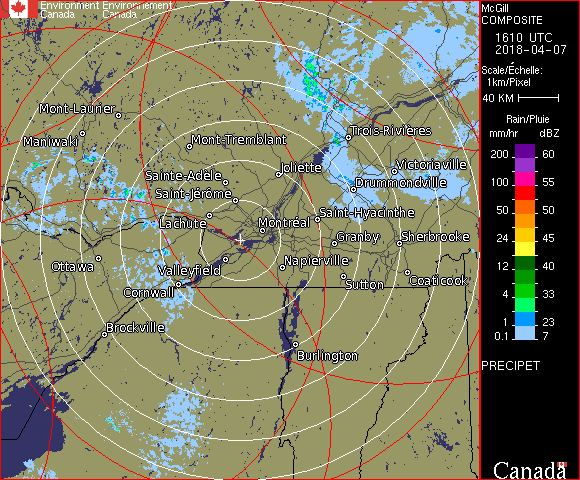 Environment Environnement
Canada Canada
McGill
COMPOSITE
1610 UTC
2018-04-07
Scale/Échelle:
1km/Pixel
40 KM
Rain/Pluie
mm/hr dBZ
200 60
57
100 55
53
50 50
24 45
30
12 40
4 33
1 23
0.1 7
PRECIPET
Canada
Mont-Laurier
Maniwaki
Mont-Tremblant
Trois-Rivières
Joliette
Victoriaville
Sainte-Adèle
Drummondville
Saint-Jérôme
Lachute
Saint-Hyacinthe
Montréal
Granby
Sherbrooke
Ottawa
Valleyfield
Napierville
Cornwall
Sutton
Coaticook
Brockville
Burlington